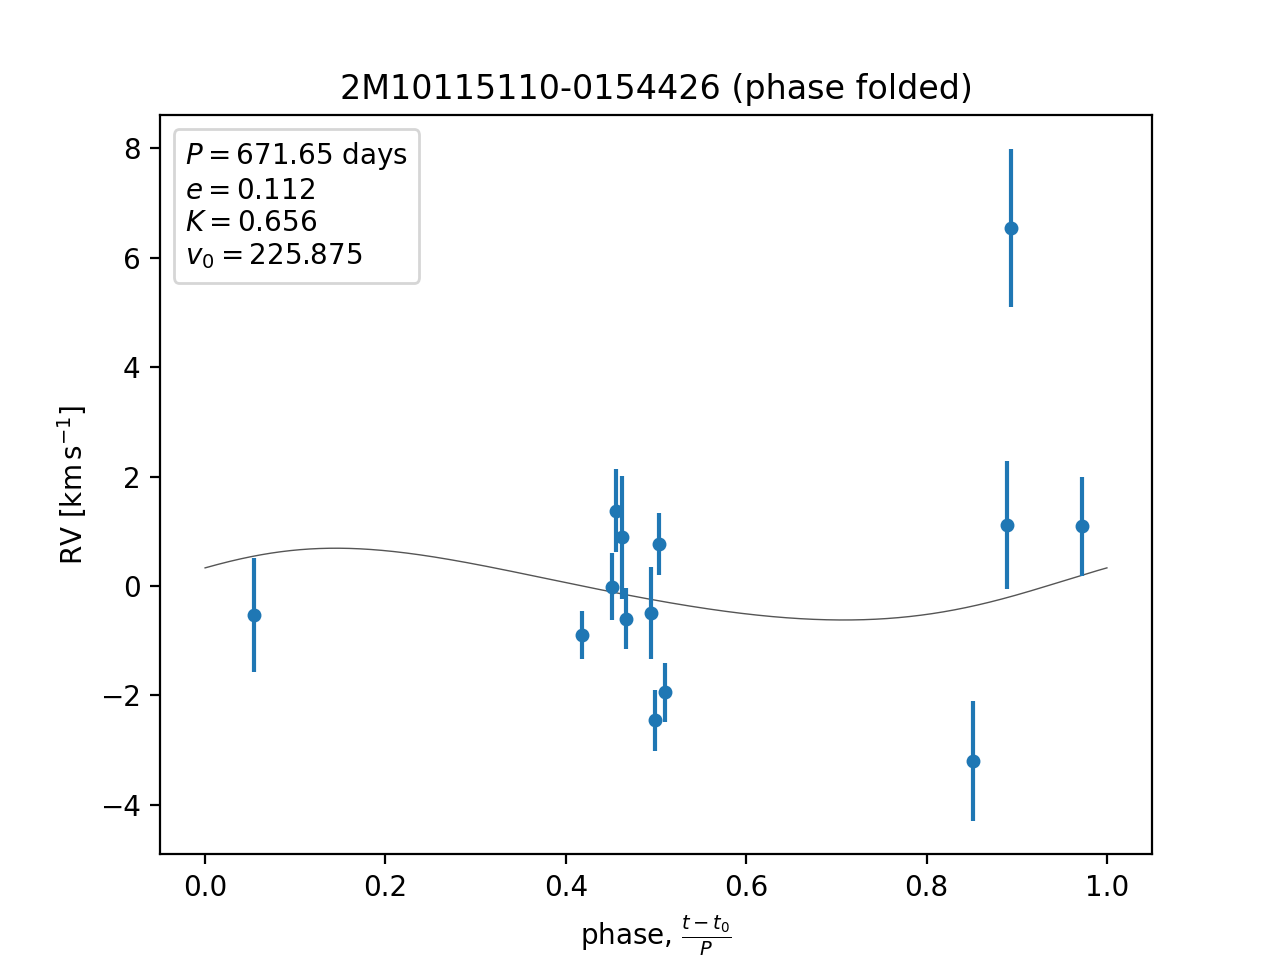 2M10115110-0154426 (phase folded)
P = 671.65 days
e = 0.112
K = 0.656
v₀ = 225.875
8
6
4
2
0
−2
−4
RV [km s⁻¹]
0.0 0.2 0.4 0.6 0.8 1.0
phase, (t − t₀)/P